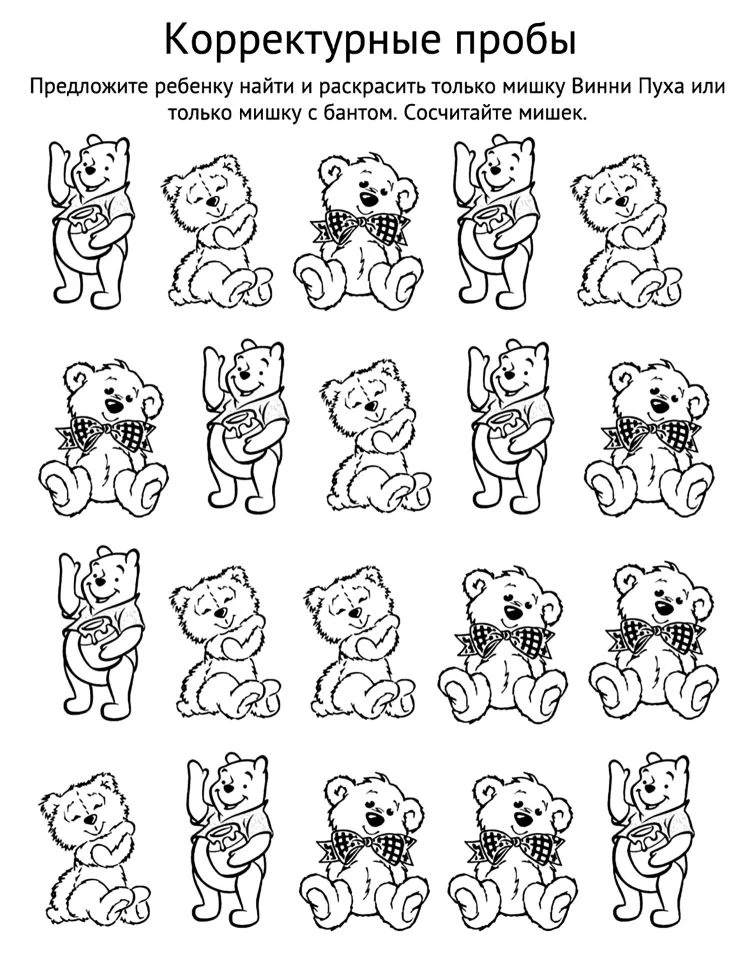 Корректурные пробы
Предложите ребенку найти и раскрасить только мишку Винни Пуха или
только мишку с бантом. Сосчитайте мишек.